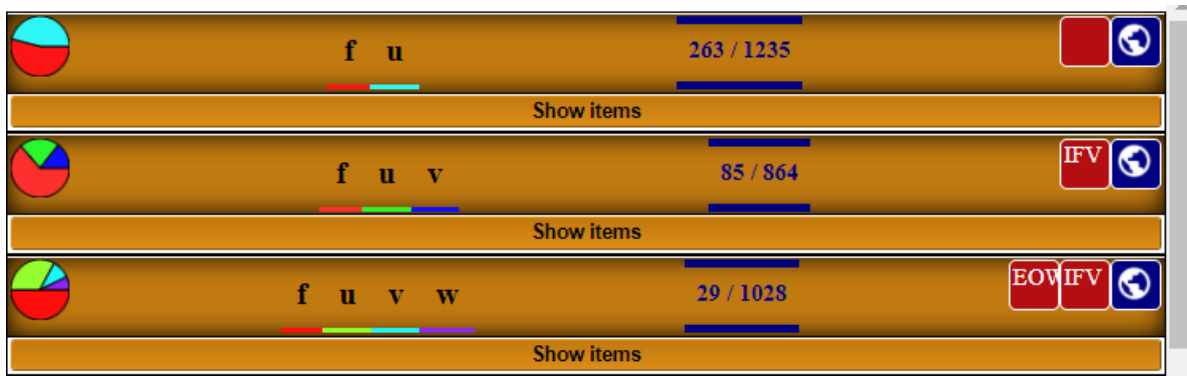 f u 263 / 1235
Show items
f u v 85 / 864 IFV
Show items
f u v w 29 / 1028 EOW IFV
Show items